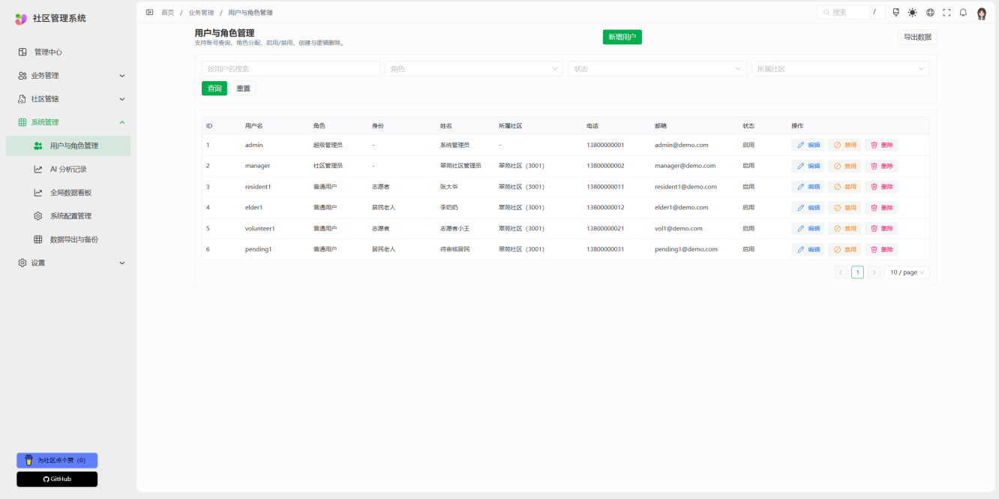 社区管理系统
管理中心
业务管理
社区管辖
系统管理
用户与角色管理
AI 分析记录
全局数据看板
系统配置管理
数据导出与备份
设置
为社区点个赞（0）
GitHub
首页 / 业务管理 / 用户与角色管理
搜索 /
用户与角色管理
支持账号查询、角色分配、启用/禁用、创建与逻辑删除。
新增用户
导出数据
按用户名搜索 角色 状态 所属社区
查询 重置
ID 用户名 角色 身份 姓名 所属社区 电话 邮箱 状态 操作
1 admin 超级管理员 - 系统管理员 - 13800000001 admin@demo.com 启用 编辑 禁用 删除
2 manager 社区管理员 - 翠苑社区管理员 翠苑社区（3001） 13800000002 manager@demo.com 启用 编辑 禁用 删除
3 resident1 普通用户 志愿者 张大爷 翠苑社区（3001） 13800000011 resident1@demo.com 启用 编辑 禁用 删除
4 elder1 普通用户 居民老人 李奶奶 翠苑社区（3001） 13800000012 elder1@demo.com 启用 编辑 禁用 删除
5 volunteer1 普通用户 志愿者 志愿者小王 翠苑社区（3001） 13800000021 vol1@demo.com 启用 编辑 禁用 删除
6 pending1 普通用户 居民老人 待审核居民 翠苑社区（3001） 13800000031 pending1@demo.com 启用 编辑 禁用 删除
1 10 / page